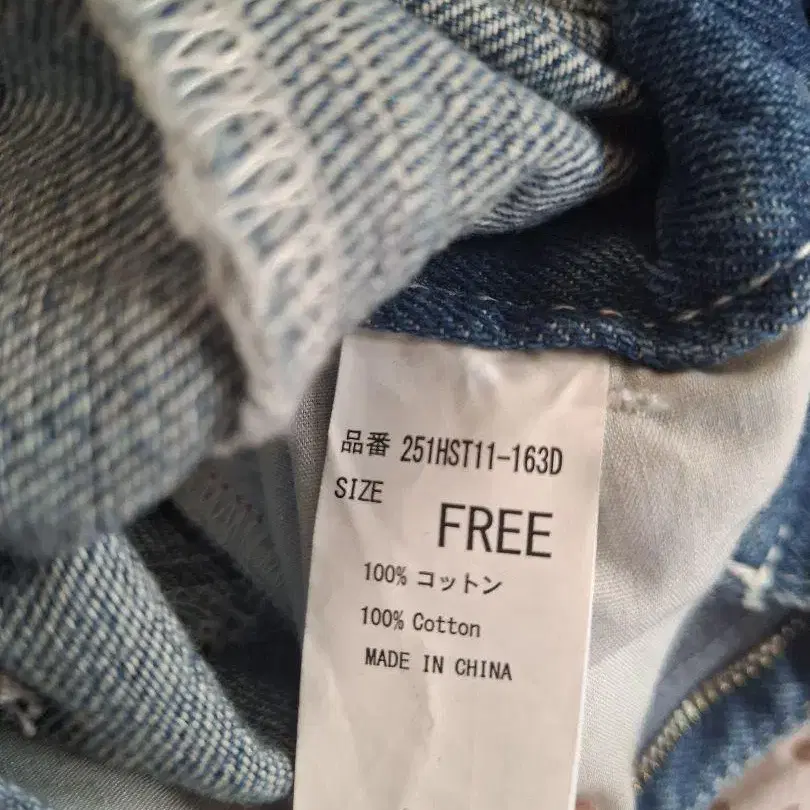 品番 251HST11-163D
SIZE
FREE
100% コットン
100% Cotton
MADE IN CHINA